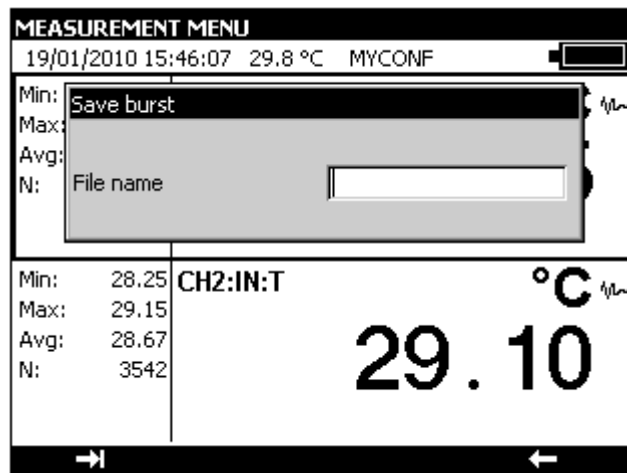 MEASUREMENT MENU
19/01/2010 15:46:07 29.8 °C MYCONF
Min:
Max:
Avg:
N:
Save burst
File name
Min: 28.25
Max: 29.15
Avg: 28.67
N: 3542
CH2:IN:T °C
29.10